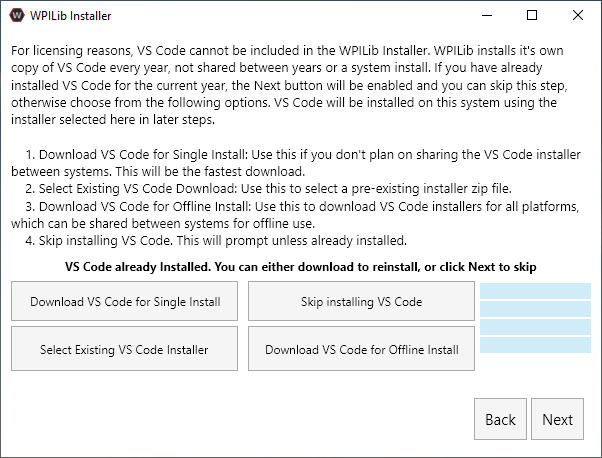 WPILib Installer
For licensing reasons, VS Code cannot be included in the WPILib Installer. WPILib installs it's own
copy of VS Code every year, not shared between years or a system install. If you have already
installed VS Code for the current year, the Next button will be enabled and you can skip this step,
otherwise choose from the following options. VS Code will be installed on this system using the
installer selected here in later steps.
1. Download VS Code for Single Install: Use this if you don't plan on sharing the VS Code installer
between systems. This will be the fastest download.
2. Select Existing VS Code Download: Use this to select a pre-existing installer zip file.
3. Download VS Code for Offline Install: Use this to download VS Code installers for all platforms,
which can be shared between systems for offline use.
4. Skip installing VS Code. This will prompt unless already installed.
VS Code already Installed. You can either download to reinstall, or click Next to skip
Download VS Code for Single Install
Skip installing VS Code
Select Existing VS Code Installer
Download VS Code for Offline Install
Back
Next